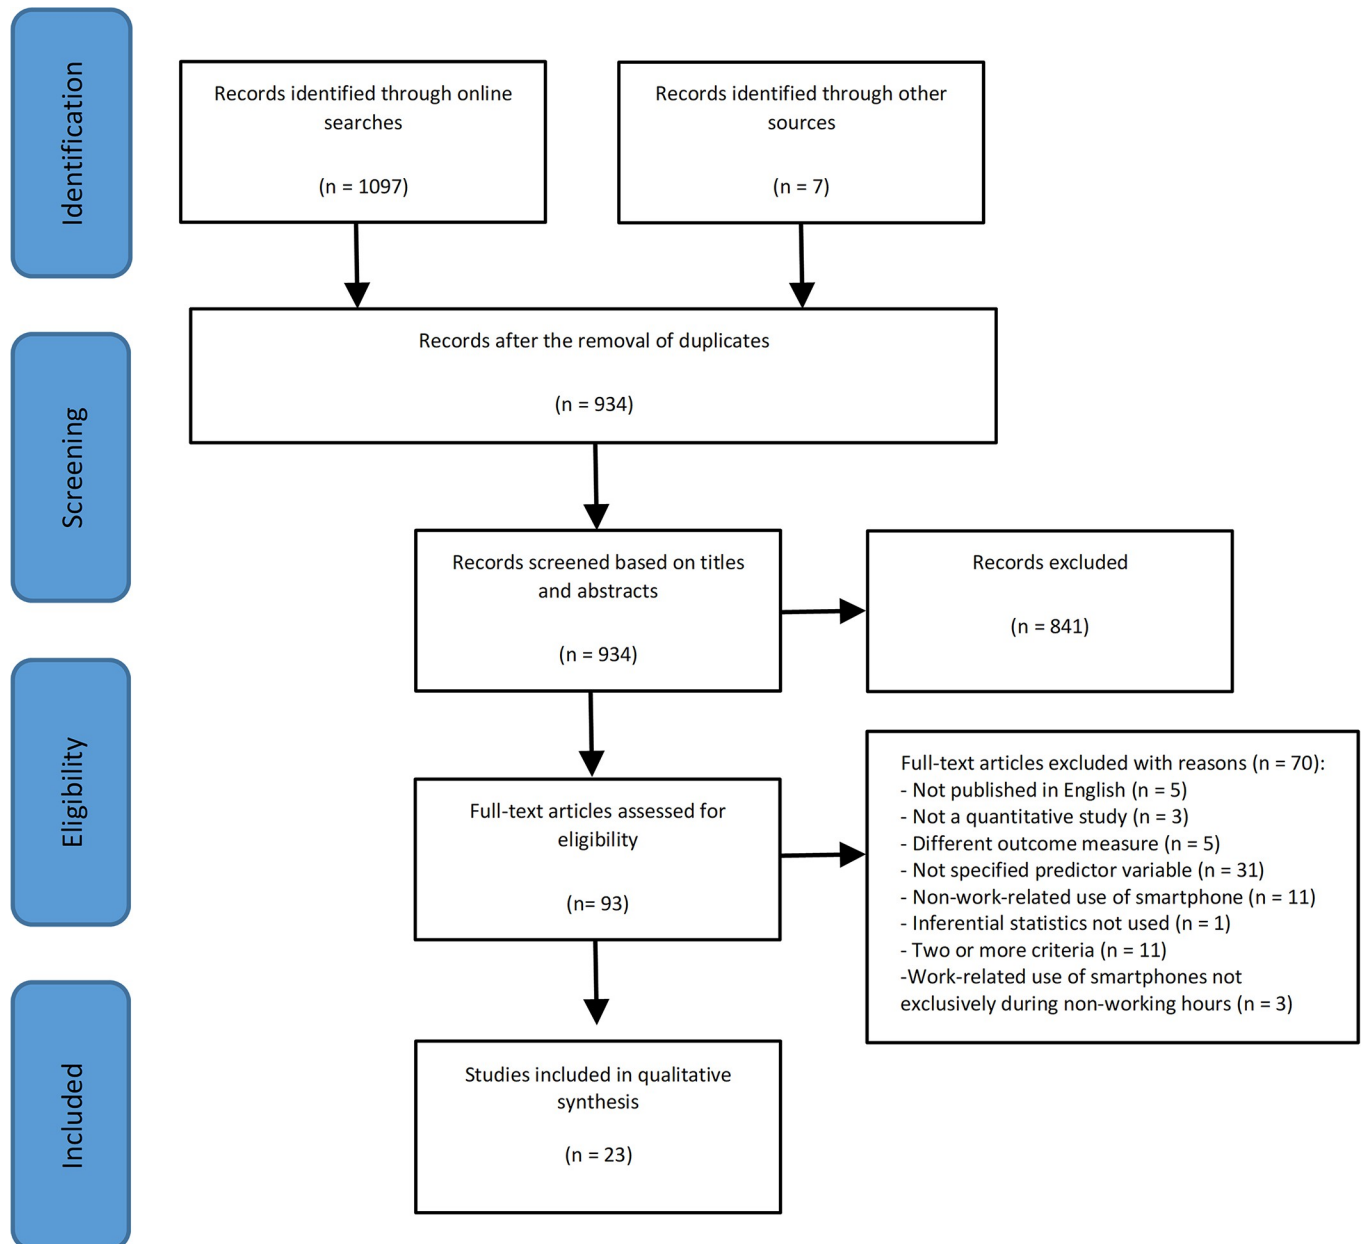 Identification
Records identified through online
searches
(n = 1097)
Records identified through other
sources
(n = 7)
Screening
Records after the removal of duplicates
(n = 934)
Records screened based on titles
and abstracts
(n = 934)
Records excluded
(n = 841)
Eligibility
Full-text articles assessed for
eligibility
(n= 93)
Full-text articles excluded with reasons (n = 70):
- Not published in English (n = 5)
- Not a quantitative study (n = 3)
- Different outcome measure (n = 5)
- Not specified predictor variable (n = 31)
- Non-work-related use of smartphone (n = 11)
- Inferential statistics not used (n = 1)
- Two or more criteria (n = 11)
-Work-related use of smartphones not
exclusively during non-working hours (n = 3)
Included
Studies included in qualitative
synthesis
(n = 23)